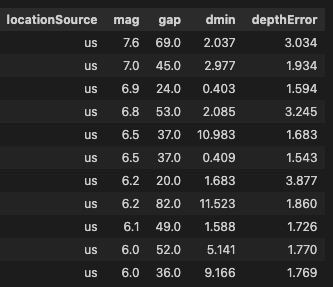 locationSource mag gap dmin depthError
us 7.6 69.0 2.037 3.034
us 7.0 45.0 2.977 1.934
us 6.9 24.0 0.403 1.594
us 6.8 53.0 2.085 3.245
us 6.5 37.0 10.983 1.683
us 6.5 37.0 0.409 1.543
us 6.2 20.0 1.683 3.877
us 6.2 82.0 11.523 1.860
us 6.1 49.0 1.588 1.726
us 6.0 52.0 5.141 1.770
us 6.0 36.0 9.166 1.769